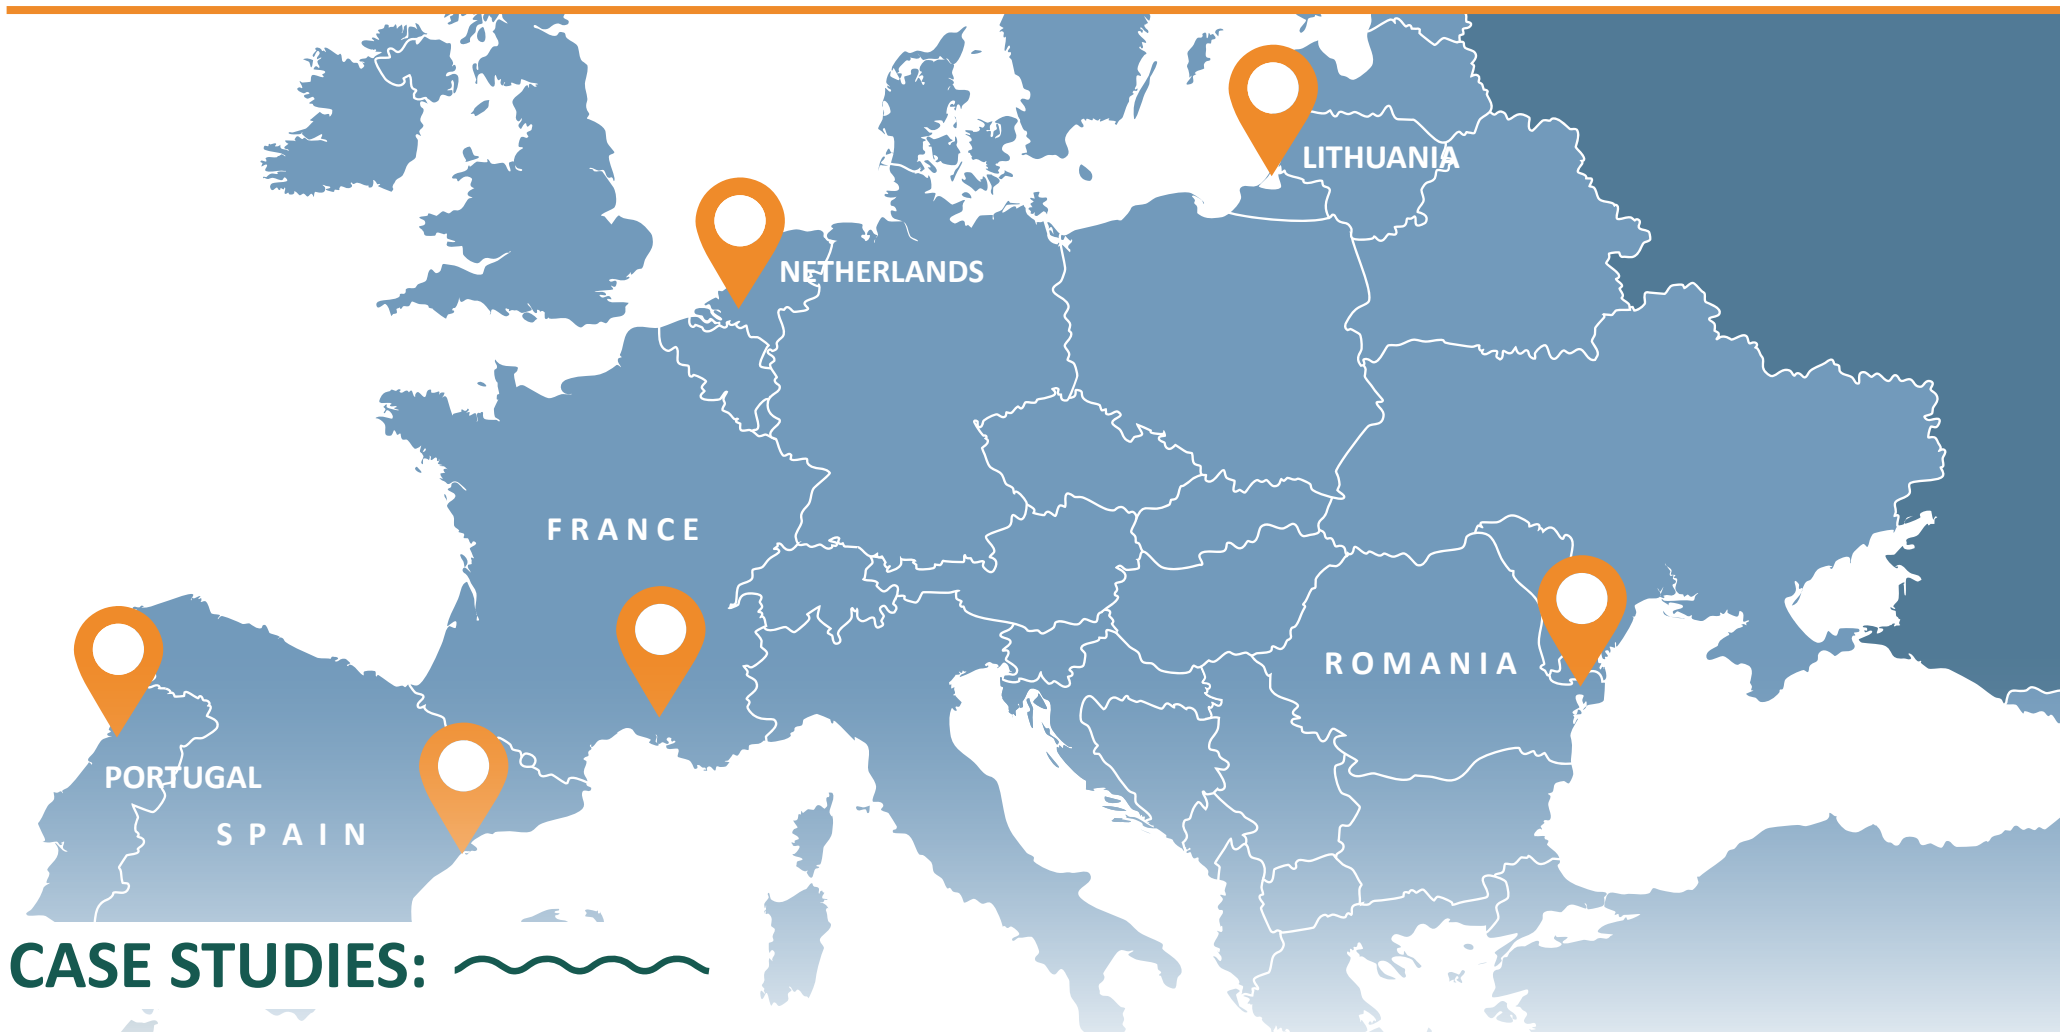 LITHUANIA
NETHERLANDS
FRANCE
ROMANIA
PORTUGAL
SPAIN
CASE STUDIES: